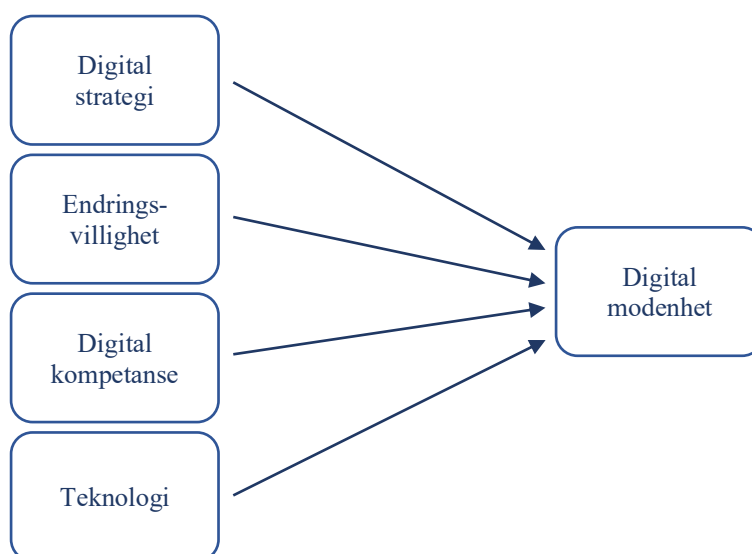 Digital
strategi
Endrings-
villighet
Digital
kompetanse
Teknologi
Digital
modenhet